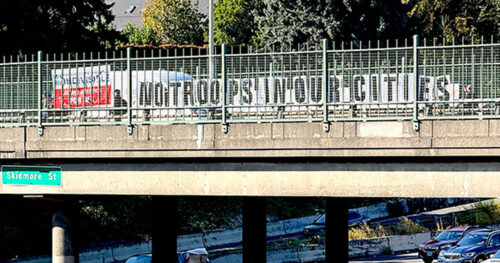 NO TROOPS IN OUR CITIES
Skidmore St